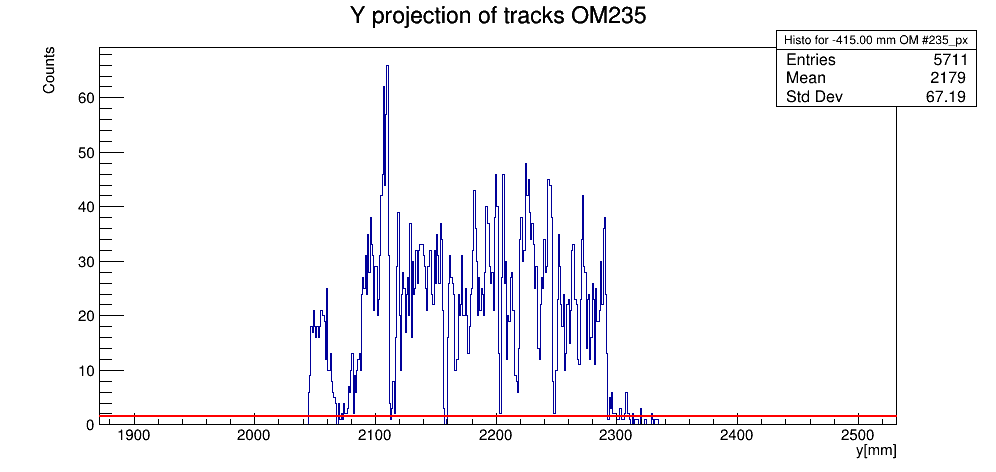 Y projection of tracks OM235
Histo for -415.00 mm OM #235_px
Entries 5711
Mean 2179
Std Dev 67.19
Counts
60
50
40
30
20
10
0
1900 2000 2100 2200 2300 2400 2500
y[mm]